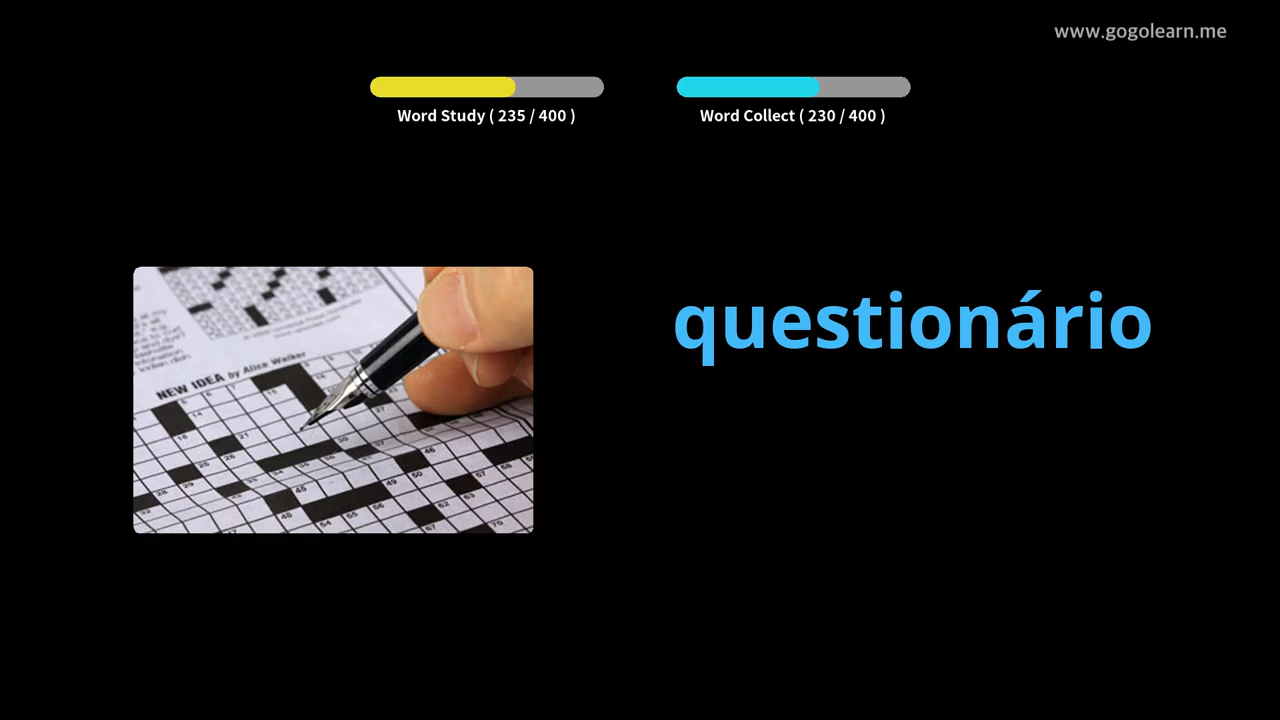 www.gogolearn.me
Word Study ( 235 / 400 )
Word Collect ( 230 / 400 )
questionário
NEW IDEA by Alice Walker